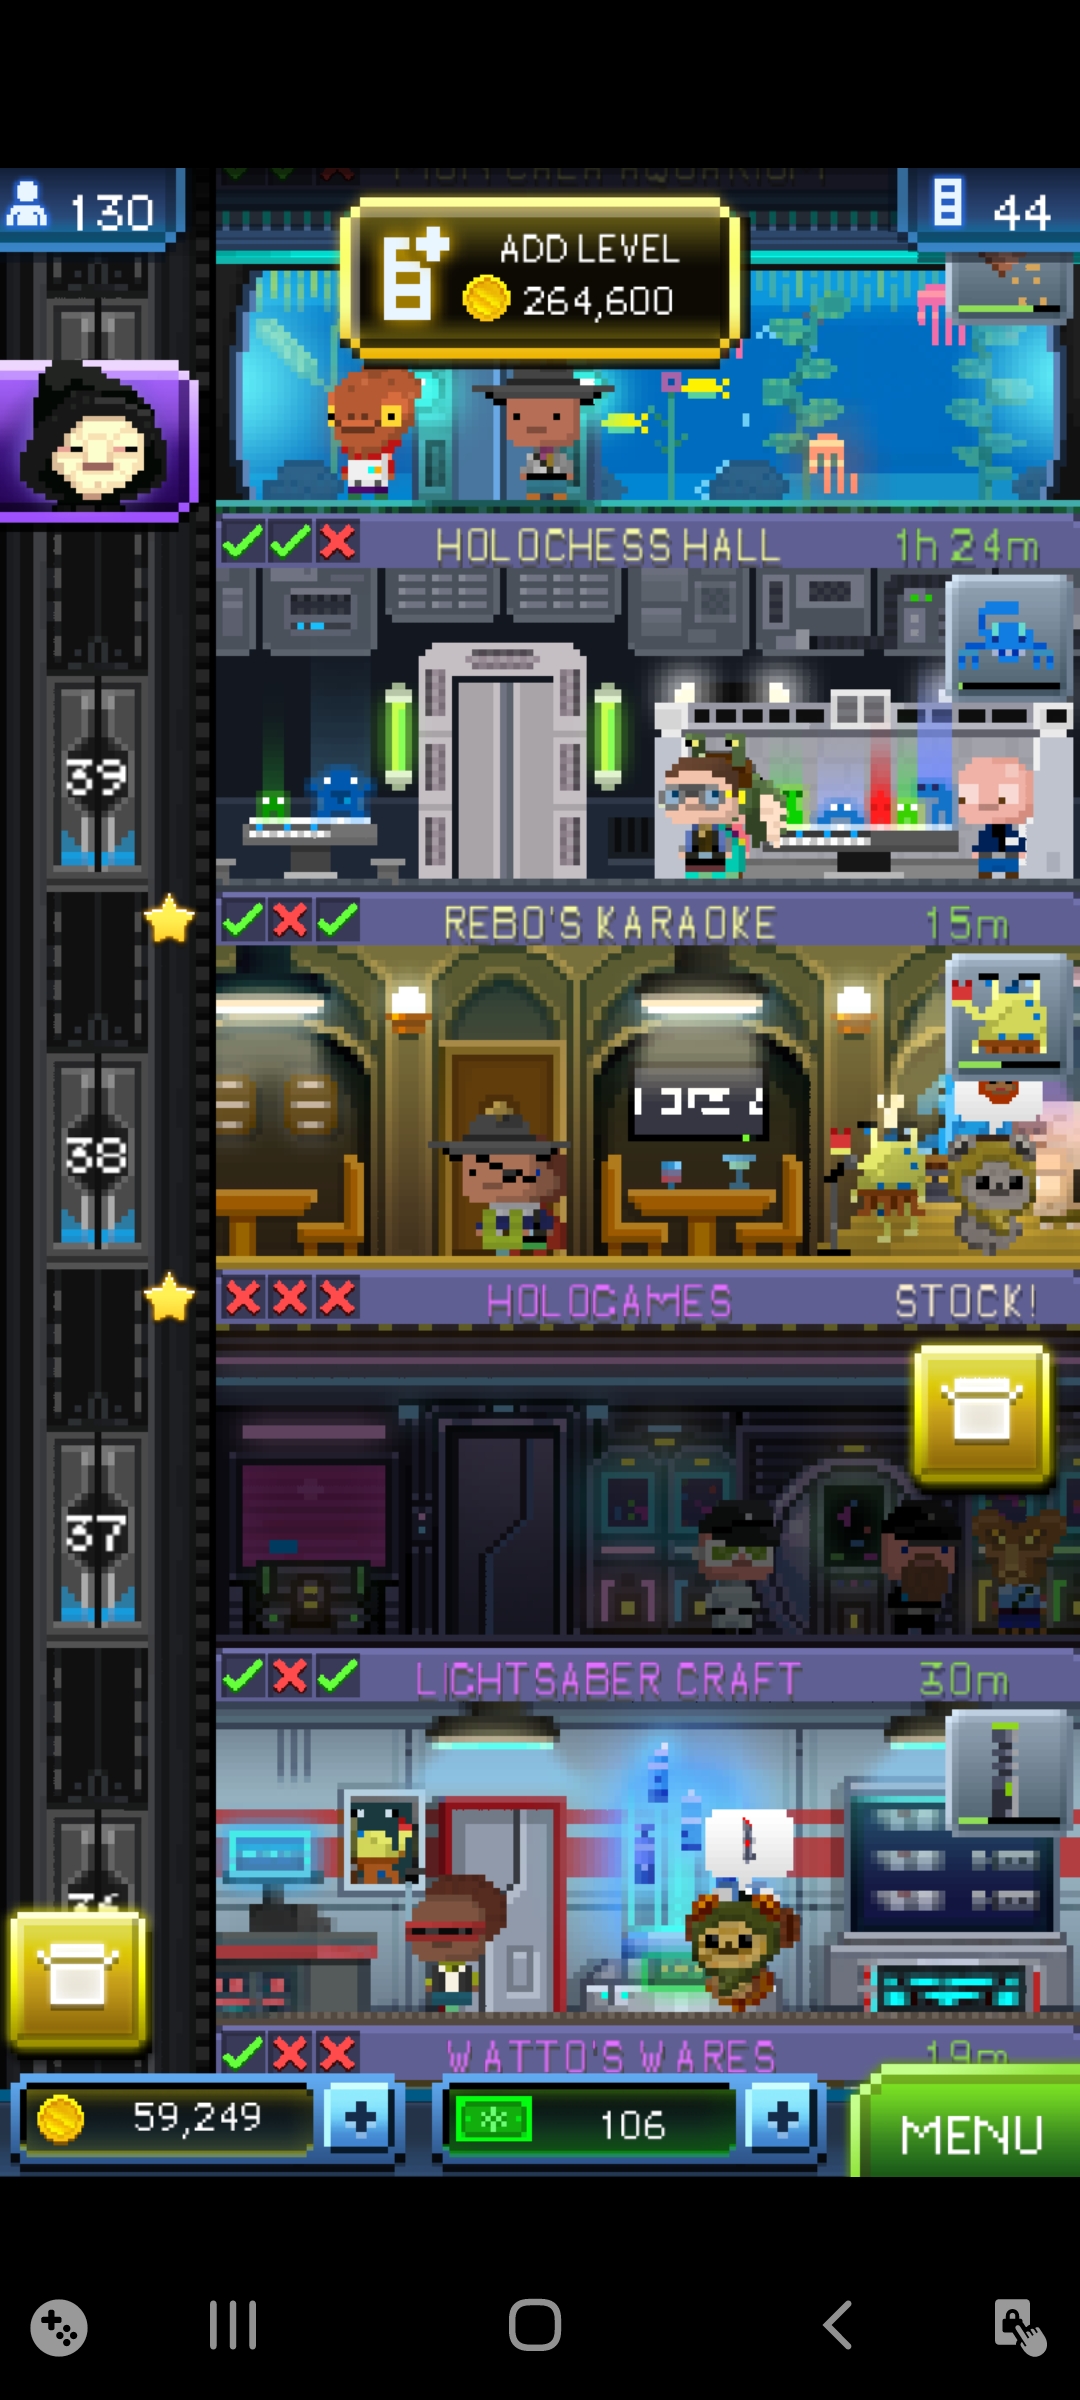 130
44
ADD LEVEL
264,600
HOLOCHESS HALL 1h 24m
39
REBO'S KARAOKE 15m
38
HOLOGAMES STOCK!
37
LIGHTSABER CRAFT 30m
WATTO'S WARES 19m
59,249
106
MENU